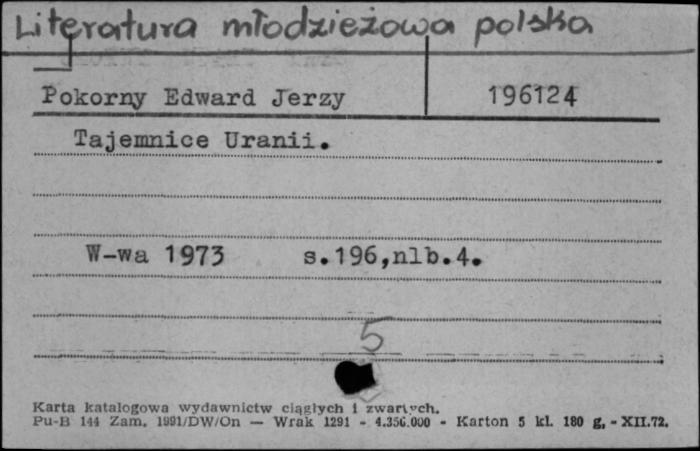 Literatura młodzieżowa polska
Pokorny Edward Jerzy 196124
Tajemnice Uranii.
W-wa 1973 s.196,nlb.4.
5
Karta katalogowa wydawnictw ciągłych i zwartych.
Pu-B 144 Zam. 1991/DW/On — Wrak 1291 - 4.356.000 - Karton 5 kl. 180 g. - XII.72.